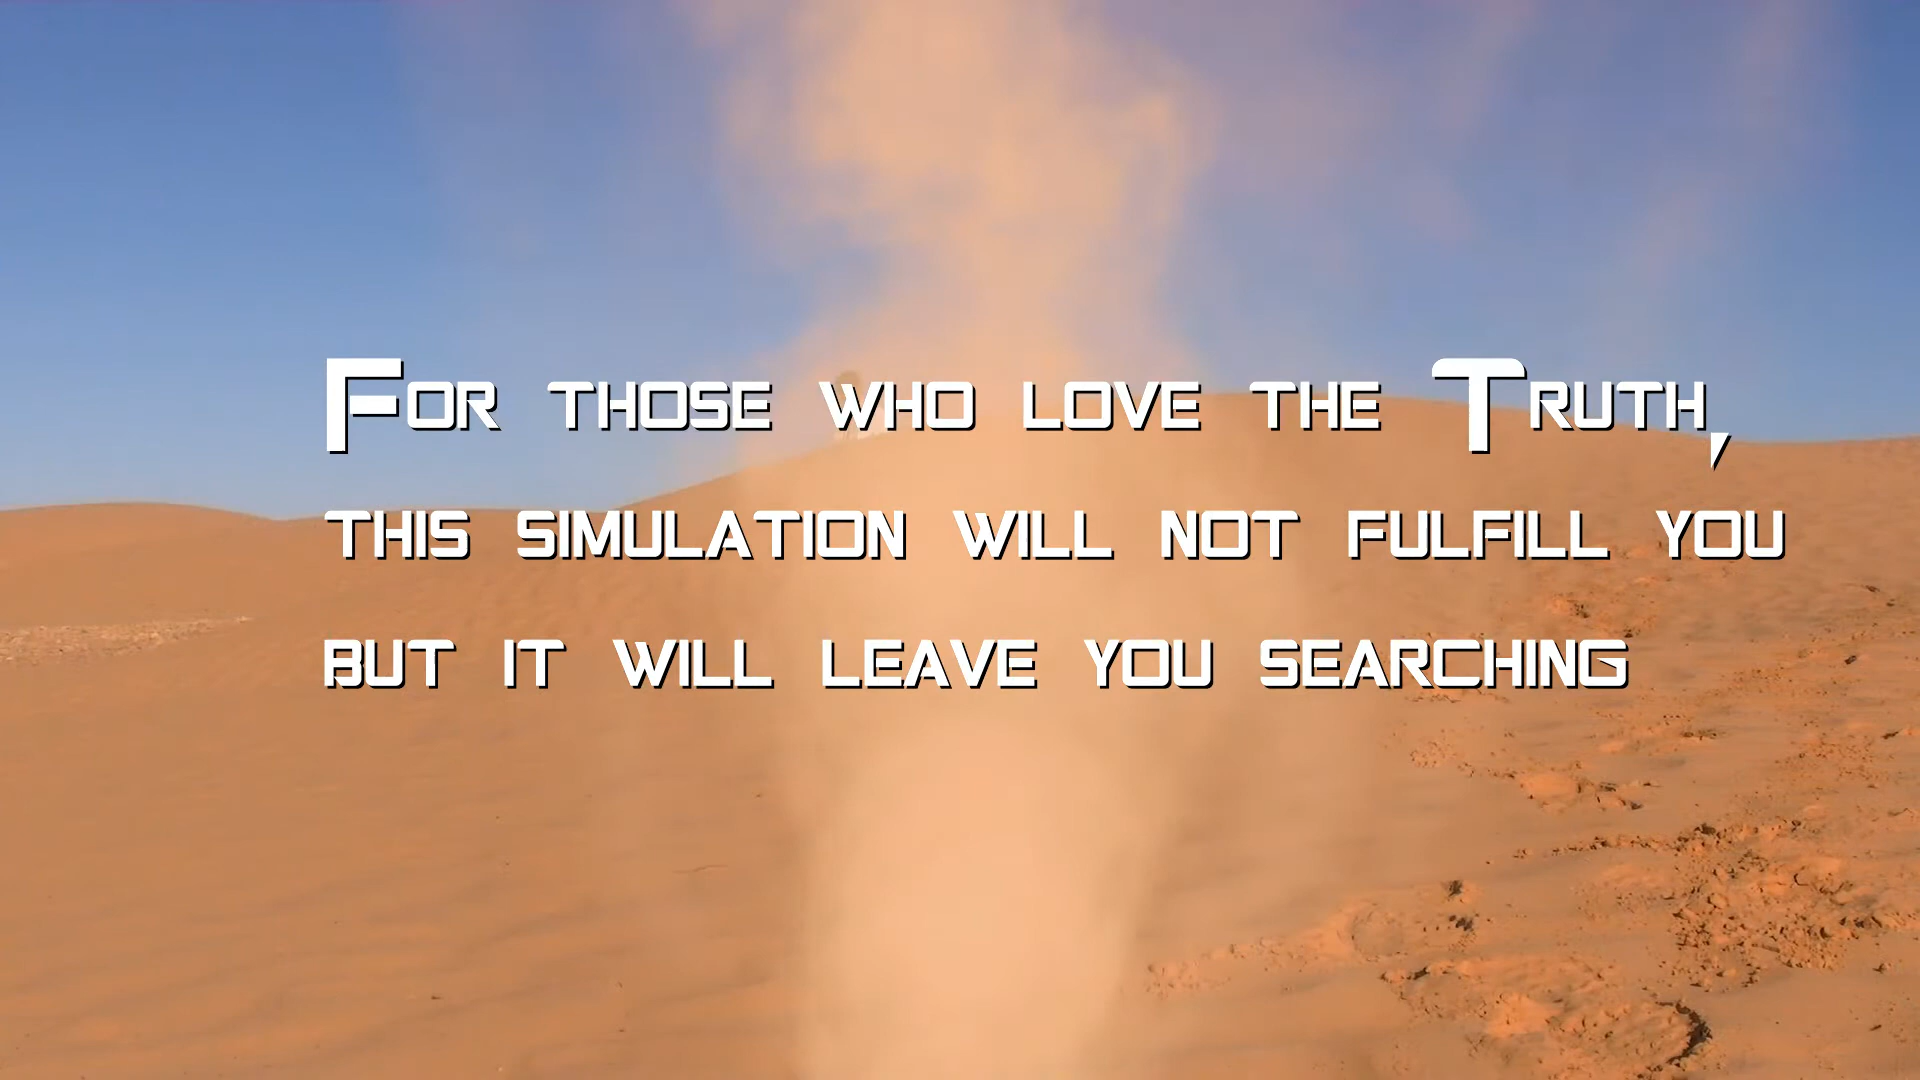 For those who love the Truth,
this simulation will not fulfill you
but it will leave you searching